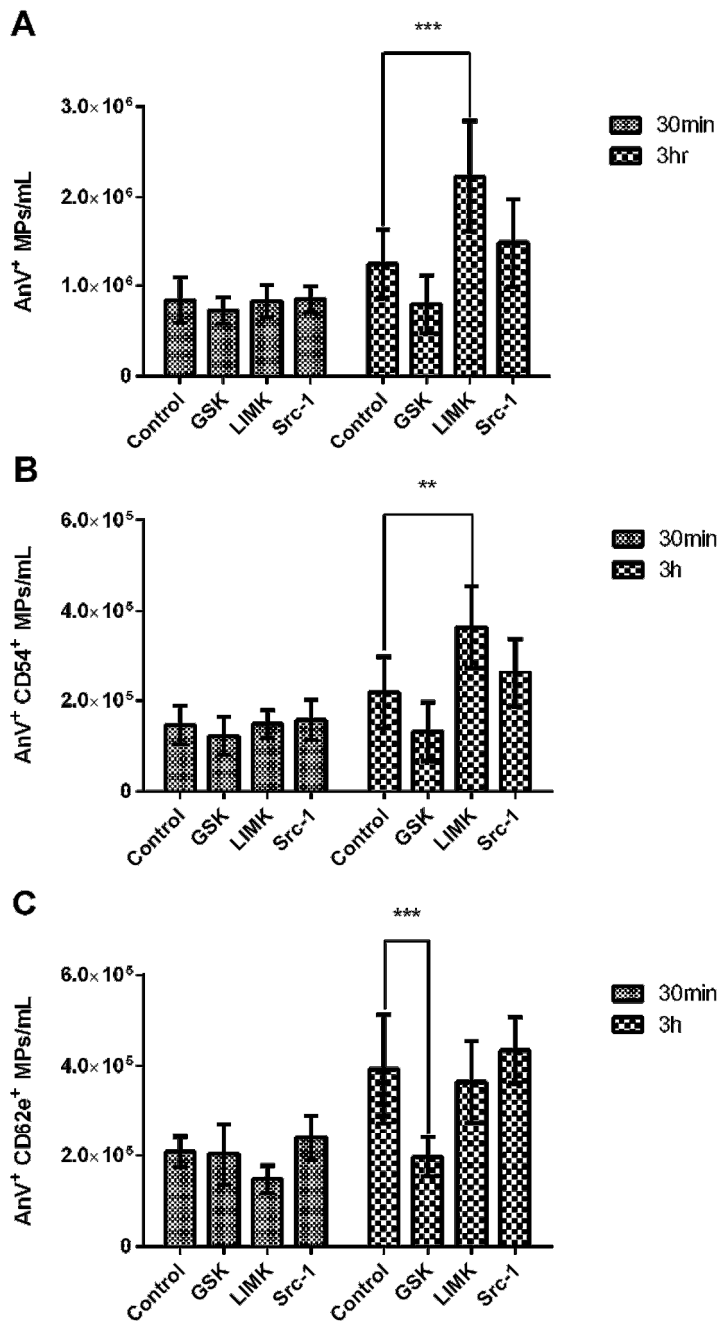 A
***
AnV⁺ MPs/mL
3.0×10⁶
2.0×10⁶
1.0×10⁶
0
Control
GSK
LIMK
Src-1
Control
GSK
LIMK
Src-1
30min
3hr
B
**
AnV⁺ CD54⁺ MPs/mL
6.0×10⁵
4.0×10⁵
2.0×10⁵
0
Control
GSK
LIMK
Src-1
Control
GSK
LIMK
Src-1
30min
3h
C
***
AnV⁺ CD62e⁺ MPs/mL
6.0×10⁵
4.0×10⁵
2.0×10⁵
0
Control
GSK
LIMK
Src-1
Control
GSK
LIMK
Src-1
30min
3h